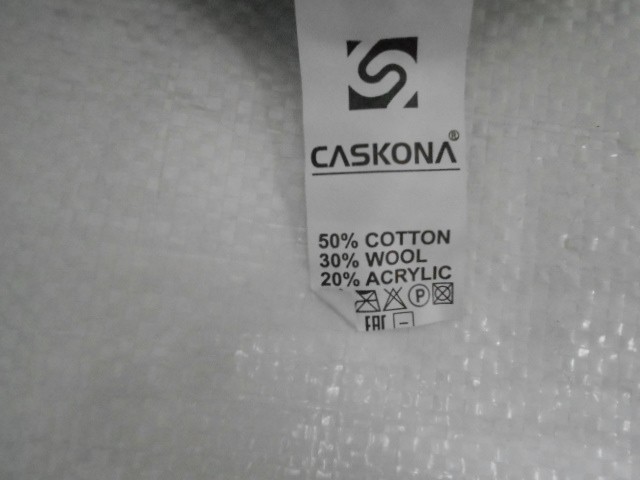 CASKONA®
50% COTTON
30% WOOL
20% ACRYLIC
P
EAC